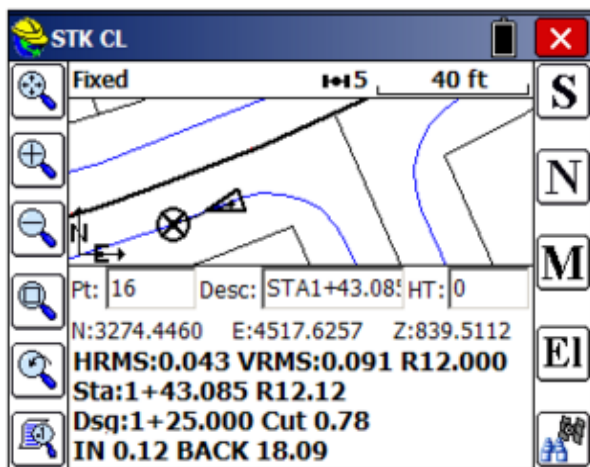 STK CL
Fixed 5 40 ft
S
N
M
El
N
E
Pt: 16 Desc: STA1+43.085 HT: 0
N:3274.4460 E:4517.6257 Z:839.5112
HRMS:0.043 VRMS:0.091 R12.000
Sta:1+43.085 R12.12
Dsg:1+25.000 Cut 0.78
IN 0.12 BACK 18.09